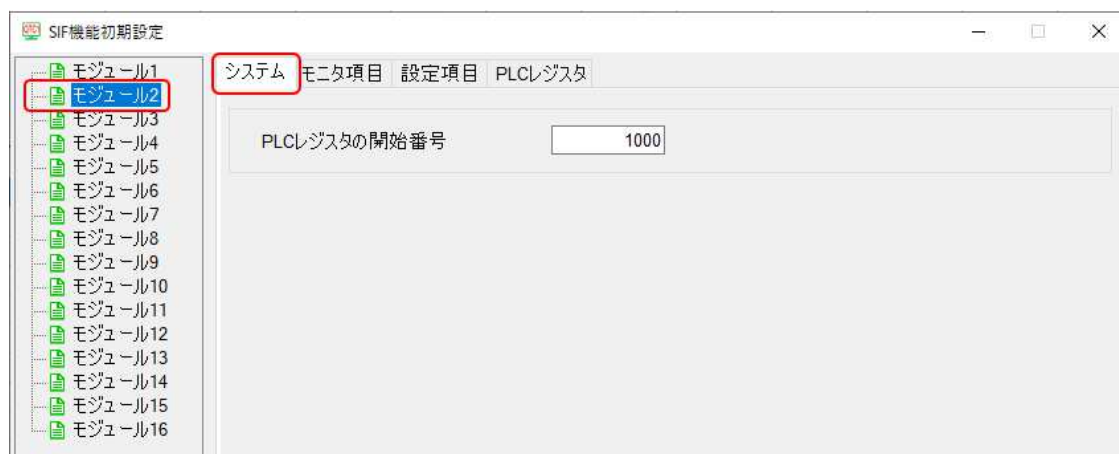 SIF機能初期設定
モジュール1
モジュール2
モジュール3
モジュール4
モジュール5
モジュール6
モジュール7
モジュール8
モジュール9
モジュール10
モジュール11
モジュール12
モジュール13
モジュール14
モジュール15
モジュール16
システム モニタ項目 設定項目 PLCレジスタ
PLCレジスタの開始番号 1000